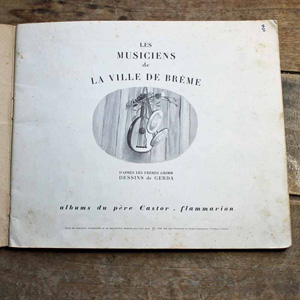 LES
MUSICIENS
de
LA VILLE DE BRÊME
D'APRÈS LES FRÈRES GRIMM
DESSINS de GERDA
albums du père Castor . flammarion